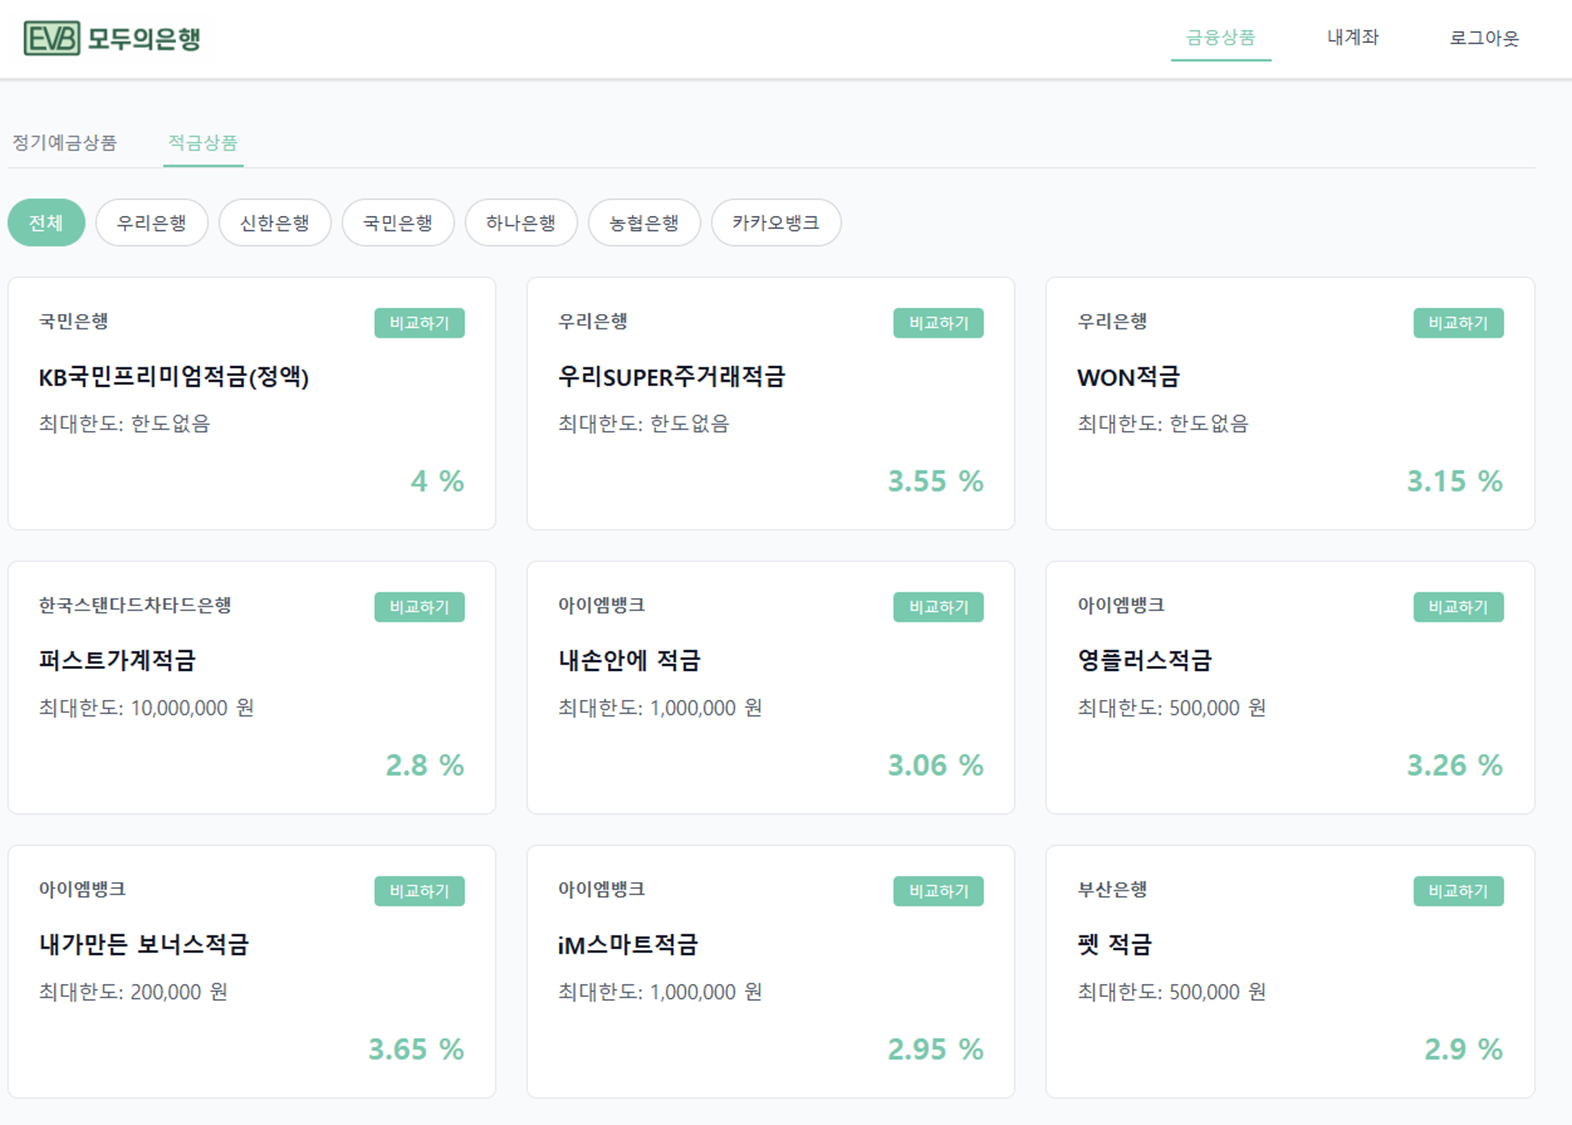 EVB 모두의은행
금융상품 내계좌 로그아웃
정기예금상품 적금상품
전체 우리은행 신한은행 국민은행 하나은행 농협은행 카카오뱅크
국민은행 비교하기
KB국민프리미엄적금(정액)
최대한도: 한도없음
4 %
우리은행 비교하기
우리SUPER주거래적금
최대한도: 한도없음
3.55 %
우리은행 비교하기
WON적금
최대한도: 한도없음
3.15 %
한국스탠다드차타드은행 비교하기
퍼스트가계적금
최대한도: 10,000,000 원
2.8 %
아이엠뱅크 비교하기
내손안에 적금
최대한도: 1,000,000 원
3.06 %
아이엠뱅크 비교하기
영플러스적금
최대한도: 500,000 원
3.26 %
아이엠뱅크 비교하기
내가만든 보너스적금
최대한도: 200,000 원
3.65 %
아이엠뱅크 비교하기
iM스마트적금
최대한도: 1,000,000 원
2.95 %
부산은행 비교하기
펫 적금
최대한도: 500,000 원
2.9 %